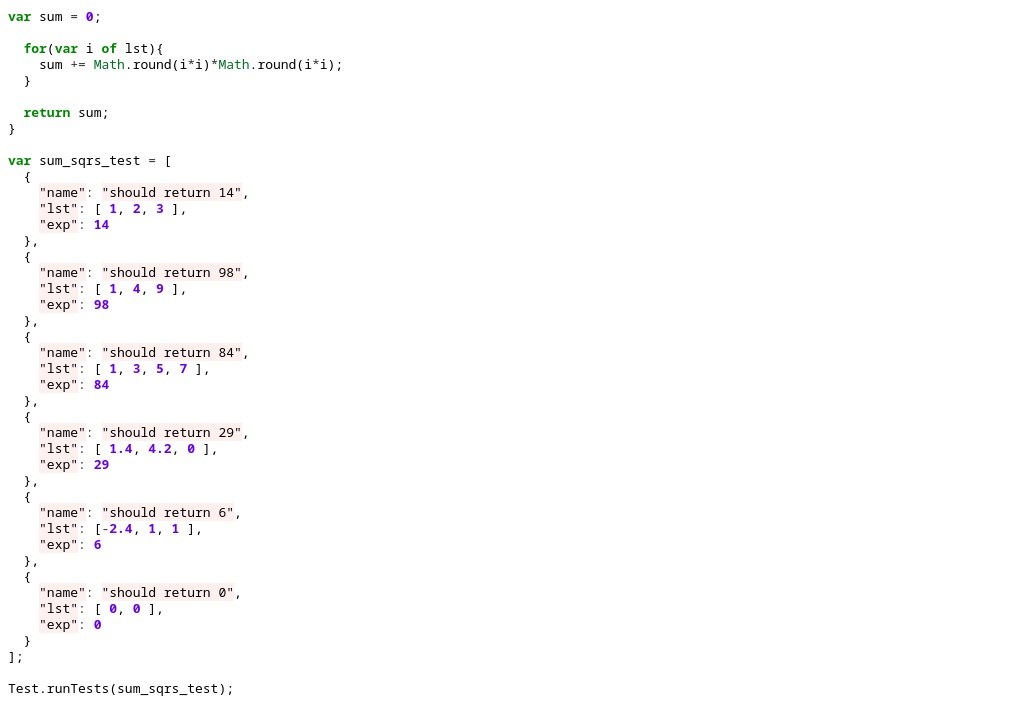 var sum = 0;
for(var i of lst){
sum += Math.round(i*i)*Math.round(i*i);
}
return sum;
}
var sum_sqrs_test = [
{
"name": "should return 14",
"lst": [ 1, 2, 3 ],
"exp": 14
},
{
"name": "should return 98",
"lst": [ 1, 4, 9 ],
"exp": 98
},
{
"name": "should return 84",
"lst": [ 1, 3, 5, 7 ],
"exp": 84
},
{
"name": "should return 29",
"lst": [ 1.4, 4.2, 0 ],
"exp": 29
},
{
"name": "should return 6",
"lst": [-2.4, 1, 1 ],
"exp": 6
},
{
"name": "should return 0",
"lst": [ 0, 0 ],
"exp": 0
}
];
Test.runTests(sum_sqrs_test);